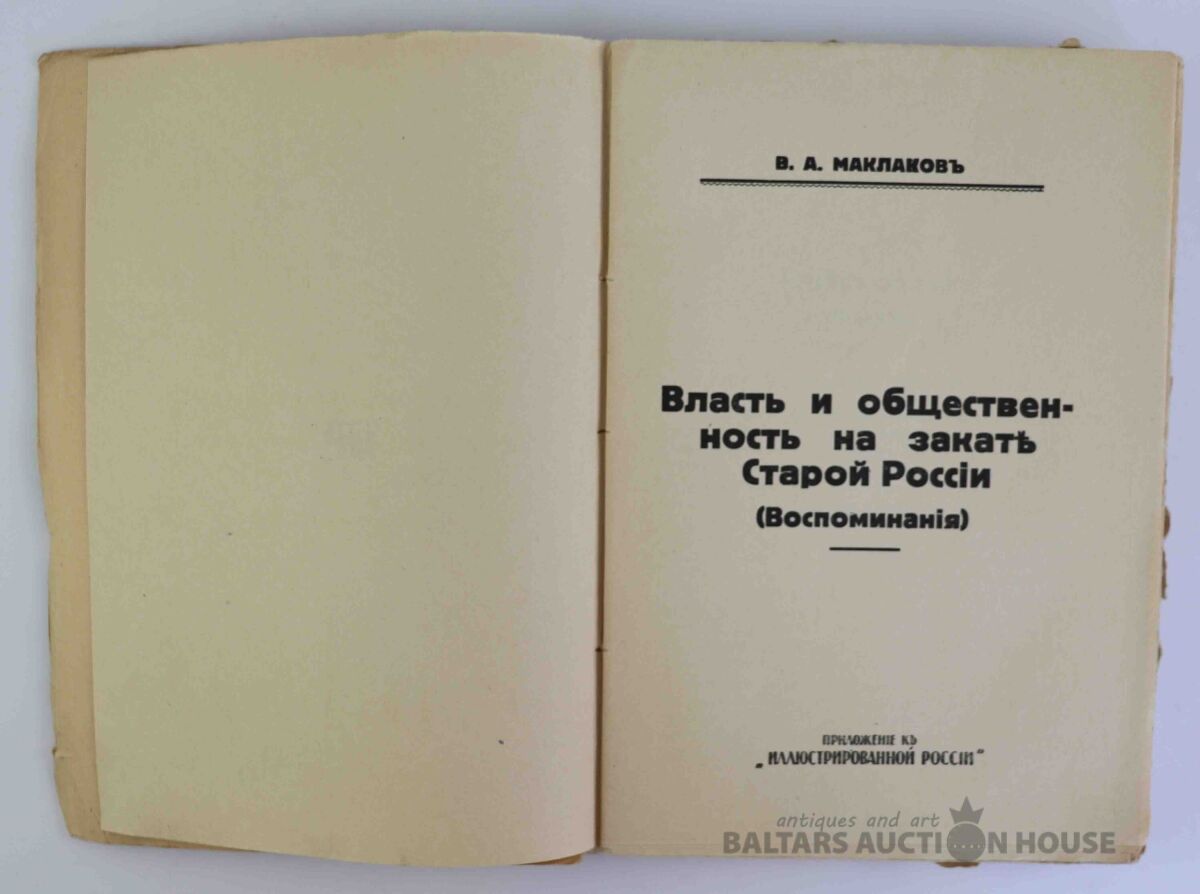 В. А. МАКЛАКОВЪ
Власть и обществен-
ность на закатѣ
Старой Россіи
(Воспоминанія)
ПРИЛОЖЕНІЕ КЪ
„ИЛЛЮСТРИРОВАННОЙ РОССІИ“
antiques and art
BALTARS AUCTION HOUSE